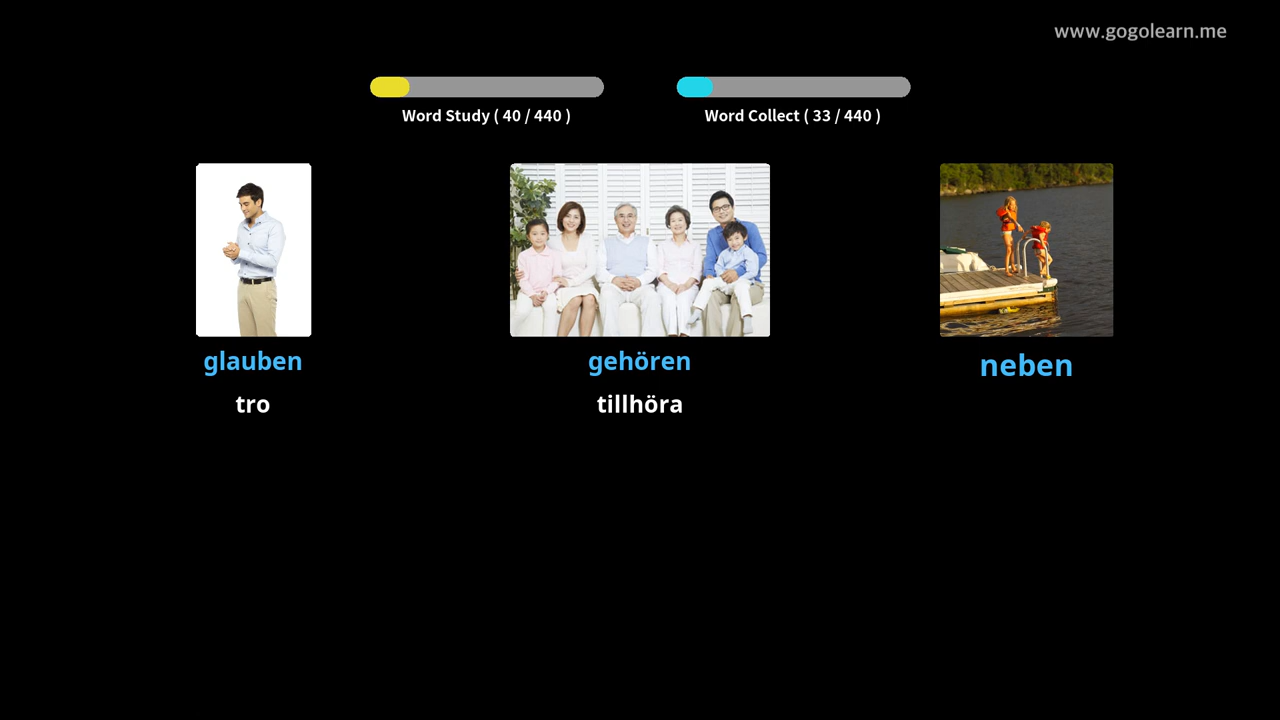 www.gogolearn.me
Word Study ( 40 / 440 )
Word Collect ( 33 / 440 )
glauben
gehören
neben
tro
tillhöra